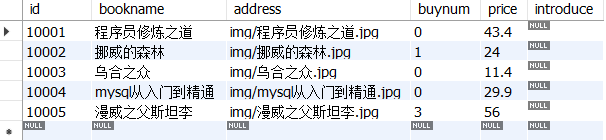 id bookname address buynum price introduce
10001 程序员修炼之道 img/程序员修炼之道.jpg 0 43.4 NULL
10002 挪威的森林 img/挪威的森林.jpg 1 24 NULL
10003 乌合之众 img/乌合之众.jpg 0 11.4 NULL
10004 mysql从入门到精通 img/mysql从入门到精通.jpg 0 29.9 NULL
10005 漫威之父斯坦李 img/漫威之父斯坦李.jpg 3 56 NULL
NULL NULL NULL NULL NULL NULL